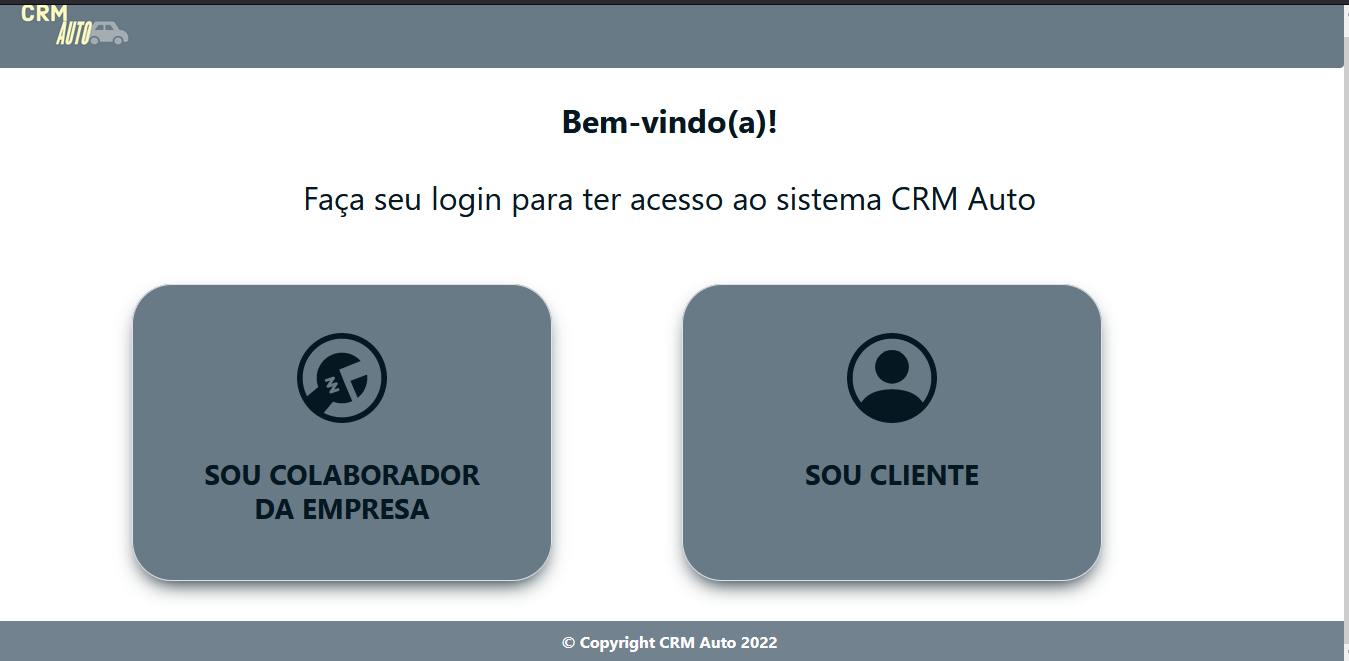 CRM
AUTO
Bem-vindo(a)!
Faça seu login para ter acesso ao sistema CRM Auto
SOU COLABORADOR
DA EMPRESA
SOU CLIENTE
© Copyright CRM Auto 2022